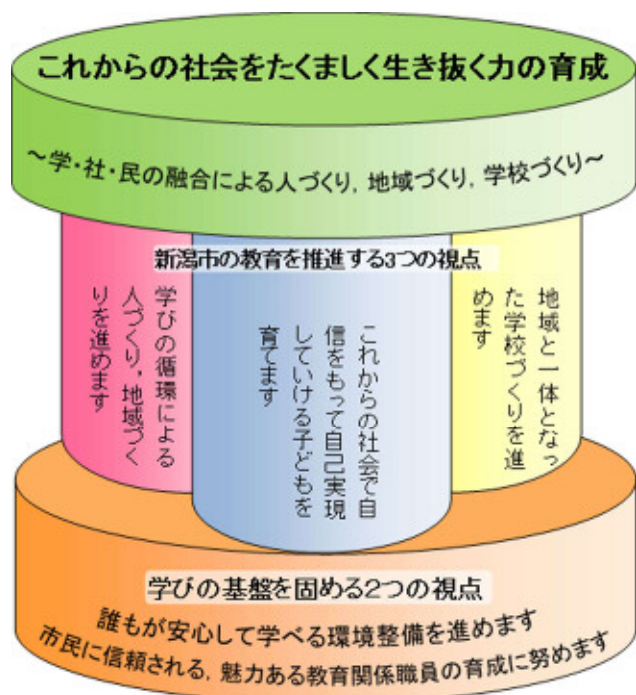 これからの社会をたくましく生き抜く力の育成
～学・社・民の融合による人づくり，地域づくり，学校づくり～
新潟市の教育を推進する3つの視点
学びの循環による
人づくり，地域づく
りを進めます
これからの社会で自
信をもって自己実現
していける子どもを
育てます
地域と一体となっ
た学校づくりを進
めます
学びの基盤を固める2つの視点
誰もが安心して学べる環境整備を進めます
市民に信頼される，魅力ある教育関係職員の育成に努めます